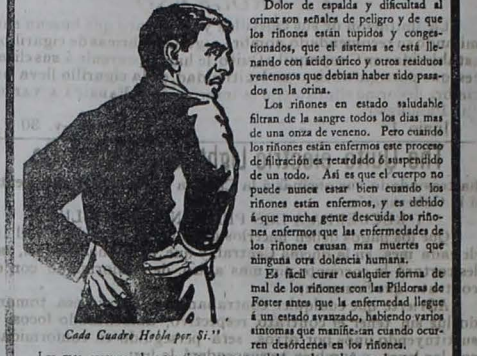 Dolor de espalda y dificultad al
orinar son señales de peligro y de que
los riñones están tupidos y conges-
tionados, que el sistema se está lle-
nando con ácido úrico y otros residuos
venenosos que debían haber sido pasa-
dos en la orina.
Los riñones en estado saludable
filtran de la sangre todos los dias mas
de una onza de veneno. Pero cuando
los riñones están enfermos este proceso
de filtración es retardado ó suspendido
de un todo. Asi es que el cuerpo no
puede nunca estar bien cuando los
riñones están enfermos, y es debido
á que mucha gente descuida los riño-
nes enfermos que las enfermedades de
los riñones causan mas muertes que
ninguna otra dolencia humana.
Es fácil curar cualquier forma de
mal de los riñones con las Píldoras de
Foster antes que la enfermedad llegue
á un estado avanzado, habiendo varios
síntomas que manifiestan cuando ocur-
ren desórdenes en los riñones.
Cada Cuadro Habla por Si."